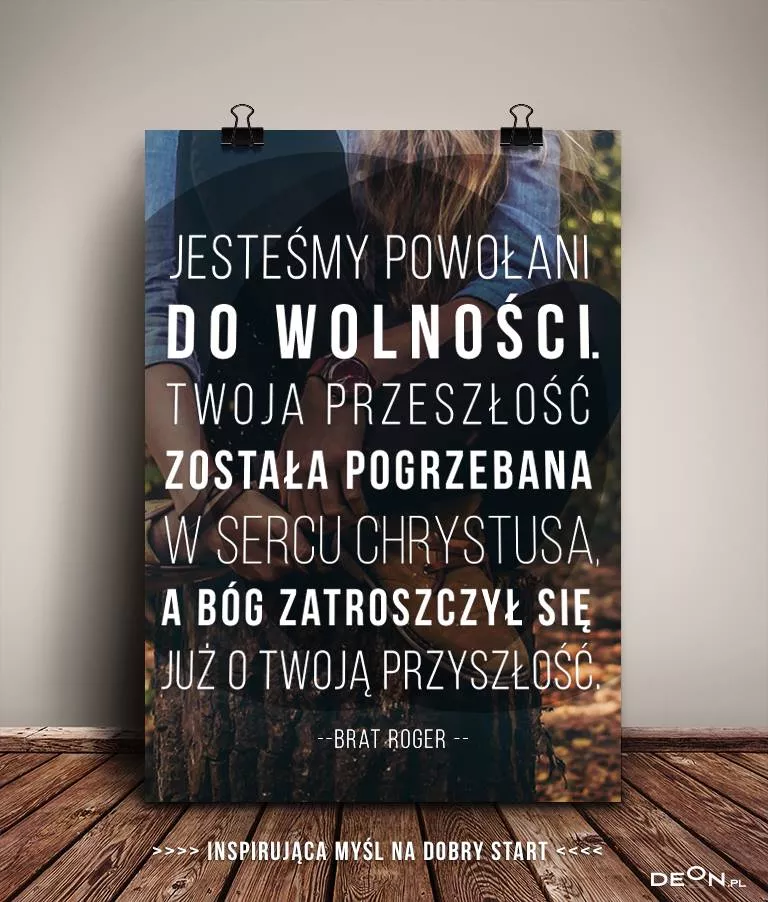 JESTEŚMY POWOŁANI
DO WOLNOŚCI.
TWOJA PRZESZŁOŚĆ
ZOSTAŁA POGRZEBANA
W SERCU CHRYSTUSA,
A BÓG ZATROSZCZYŁ SIĘ
JUŻ O TWOJĄ PRZYSZŁOŚĆ.
--BRAT ROGER --
>>>> INSPIRUJĄCA MYŚL NA DOBRY START <<<<
DEON.PL